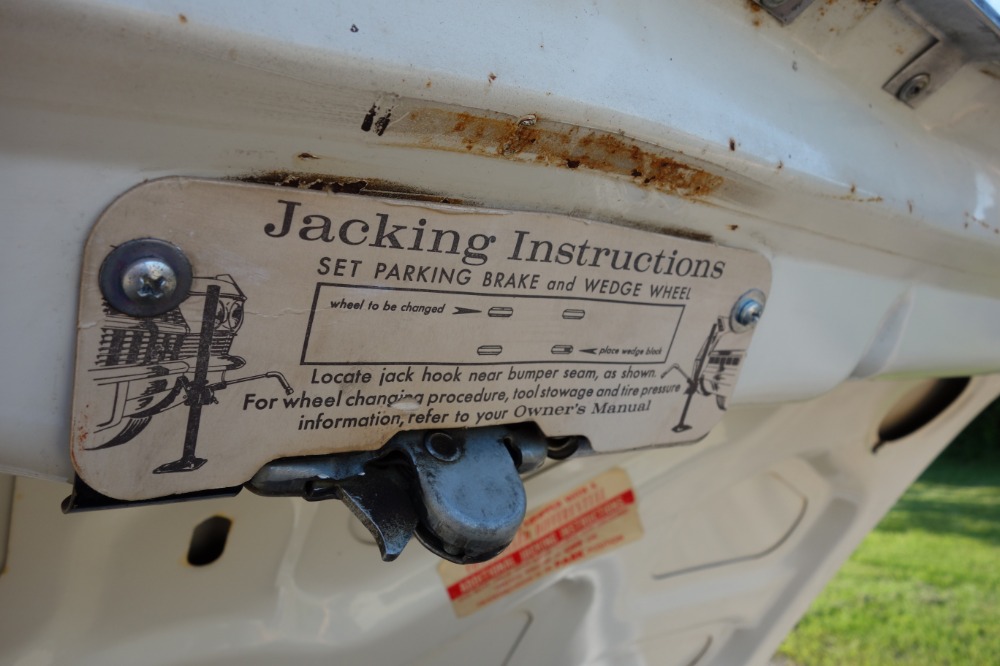 Jacking Instructions
SET PARKING BRAKE and WEDGE WHEEL
wheel to be changed
place wedge block
Locate jack hook near bumper seam, as shown.
For wheel changing procedure, tool stowage and tire pressure
information, refer to your Owner's Manual